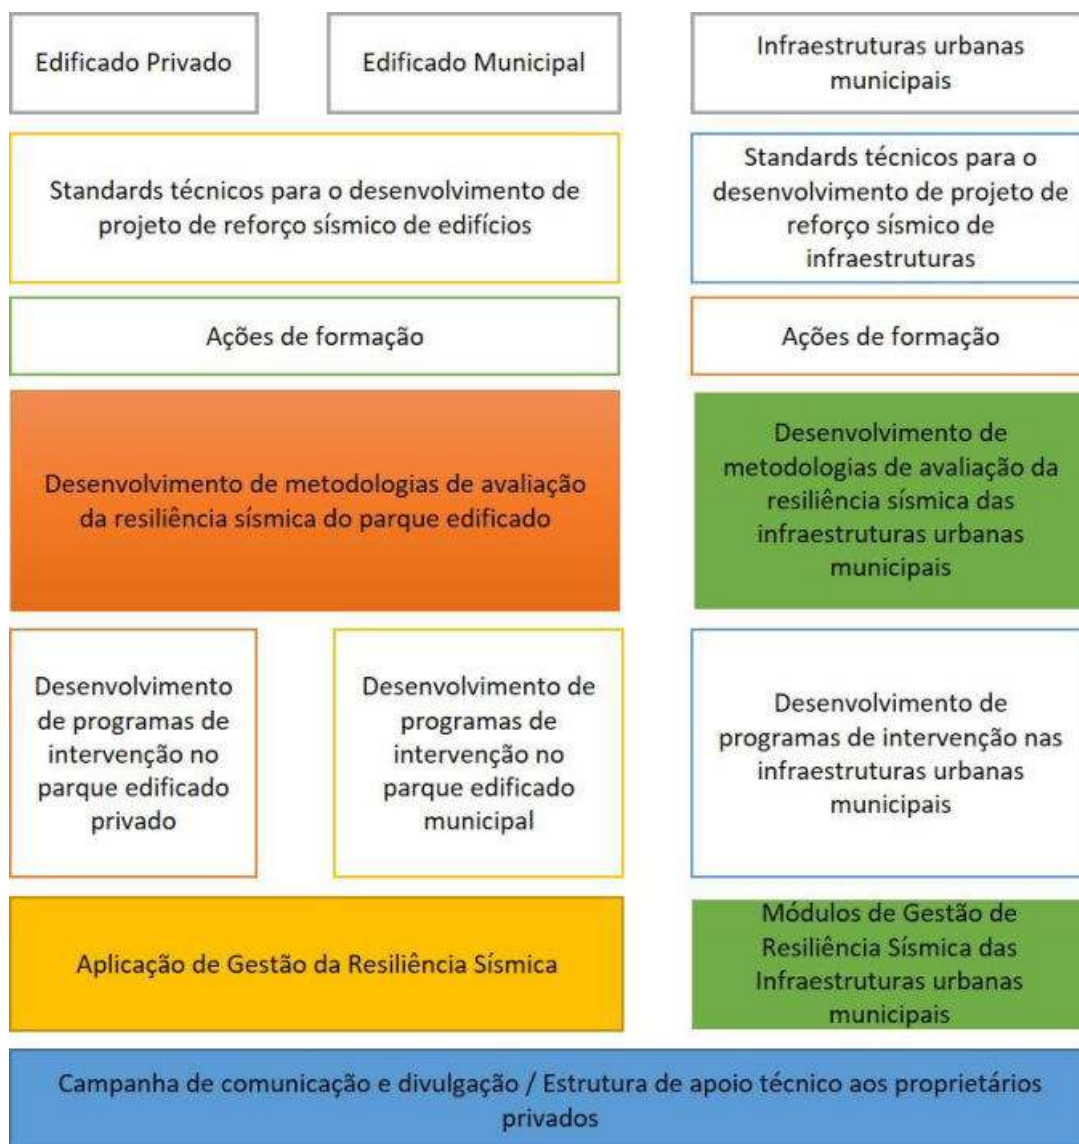 Edificado Privado
Edificado Municipal
Infraestruturas urbanas
municipais
Standards técnicos para o desenvolvimento de
projeto de reforço sísmico de edifícios
Standards técnicos para o
desenvolvimento de projeto de
reforço sísmico de
infraestruturas
Ações de formação
Ações de formação
Desenvolvimento de metodologias de avaliação
da resiliência sísmica do parque edificado
Desenvolvimento de
metodologias de avaliação da
resiliência sísmica das
infraestruturas urbanas
municipais
Desenvolvimento
de programas de
intervenção no
parque edificado
privado
Desenvolvimento de
programas de
intervenção no
parque edificado
municipal
Desenvolvimento de
programas de intervenção nas
infraestruturas urbanas
municipais
Aplicação de Gestão da Resiliência Sísmica
Módulos de Gestão de
Resiliência Sísmica das
Infraestruturas urbanas
municipais
Campanha de comunicação e divulgação / Estrutura de apoio técnico aos proprietários
privados